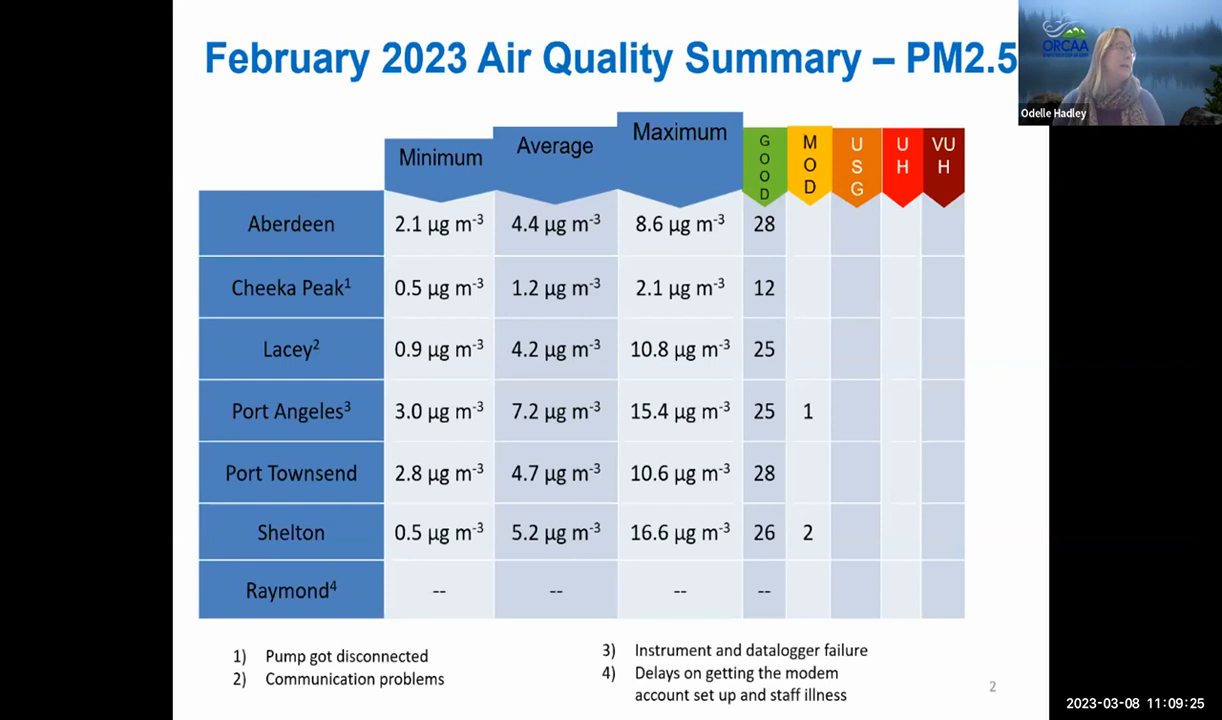 February 2023 Air Quality Summary – PM2.5
ORCAA
Odelle Hadley
Minimum Average Maximum GOOD MOD USG UH VUH
Aberdeen 2.1 µg m-3 4.4 µg m-3 8.6 µg m-3 28
Cheeka Peak1 0.5 µg m-3 1.2 µg m-3 2.1 µg m-3 12
Lacey2 0.9 µg m-3 4.2 µg m-3 10.8 µg m-3 25
Port Angeles3 3.0 µg m-3 7.2 µg m-3 15.4 µg m-3 25 1
Port Townsend 2.8 µg m-3 4.7 µg m-3 10.6 µg m-3 28
Shelton 0.5 µg m-3 5.2 µg m-3 16.6 µg m-3 26 2
Raymond4 -- -- -- --
1) Pump got disconnected
2) Communication problems
3) Instrument and datalogger failure
4) Delays on getting the modem
account set up and staff illness
2
2023-03-08 11:09:25